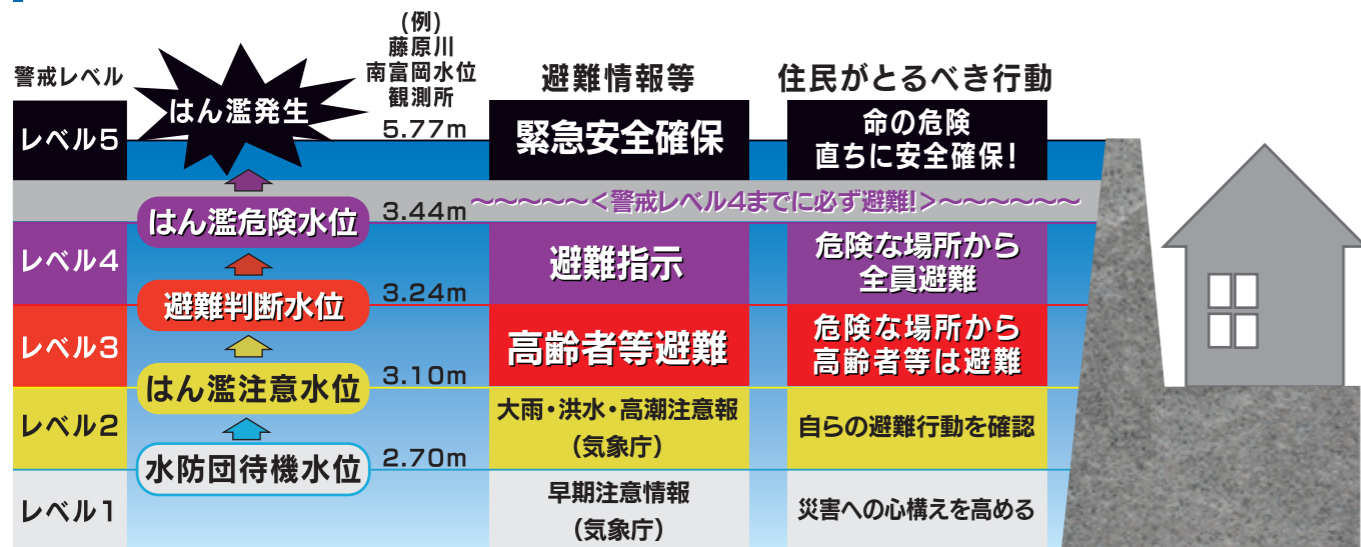 (例)
藤原川
南富岡水位
観測所
警戒レベル
避難情報等
住民がとるべき行動
レベル5
はん濫発生
5.77m
緊急安全確保
命の危険
直ちに安全確保!
~~~~~<警戒レベル4までに必ず避難!>~~~~~~
はん濫危険水位
3.44m
レベル4
避難指示
危険な場所から
全員避難
避難判断水位
3.24m
レベル3
高齢者等避難
危険な場所から
高齢者等は避難
はん濫注意水位
3.10m
レベル2
大雨・洪水・高潮注意報
(気象庁)
自らの避難行動を確認
水防団待機水位
2.70m
レベル1
早期注意情報
(気象庁)
災害への心構えを高める